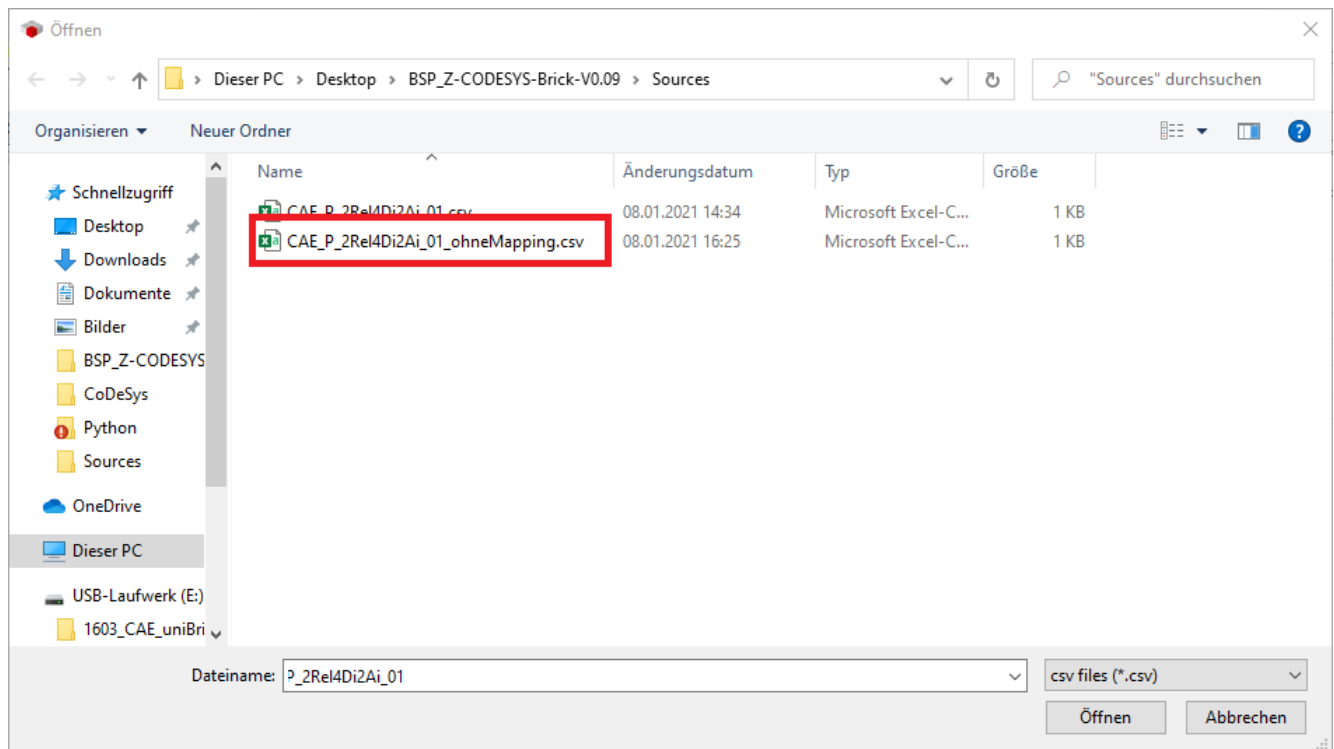 Öffnen
Dieser PC > Desktop > BSP_Z-CODESYS-Brick-V0.09 > Sources
"Sources" durchsuchen
Organisieren Neuer Ordner
Name Änderungsdatum Typ Größe
CAE_P_2Rel4Di2Ai_01.csv 08.01.2021 14:34 Microsoft Excel-C... 1 KB
CAE_P_2Rel4Di2Ai_01_ohneMapping.csv 08.01.2021 16:25 Microsoft Excel-C... 1 KB
Schnellzugriff
Desktop
Downloads
Dokumente
Bilder
BSP_Z-CODESYS
CoDeSys
Python
Sources
OneDrive
Dieser PC
USB-Laufwerk (E:)
1603_CAE_uniBri
Dateiname: P_2Rel4Di2Ai_01 csv files (*.csv)
Öffnen Abbrechen